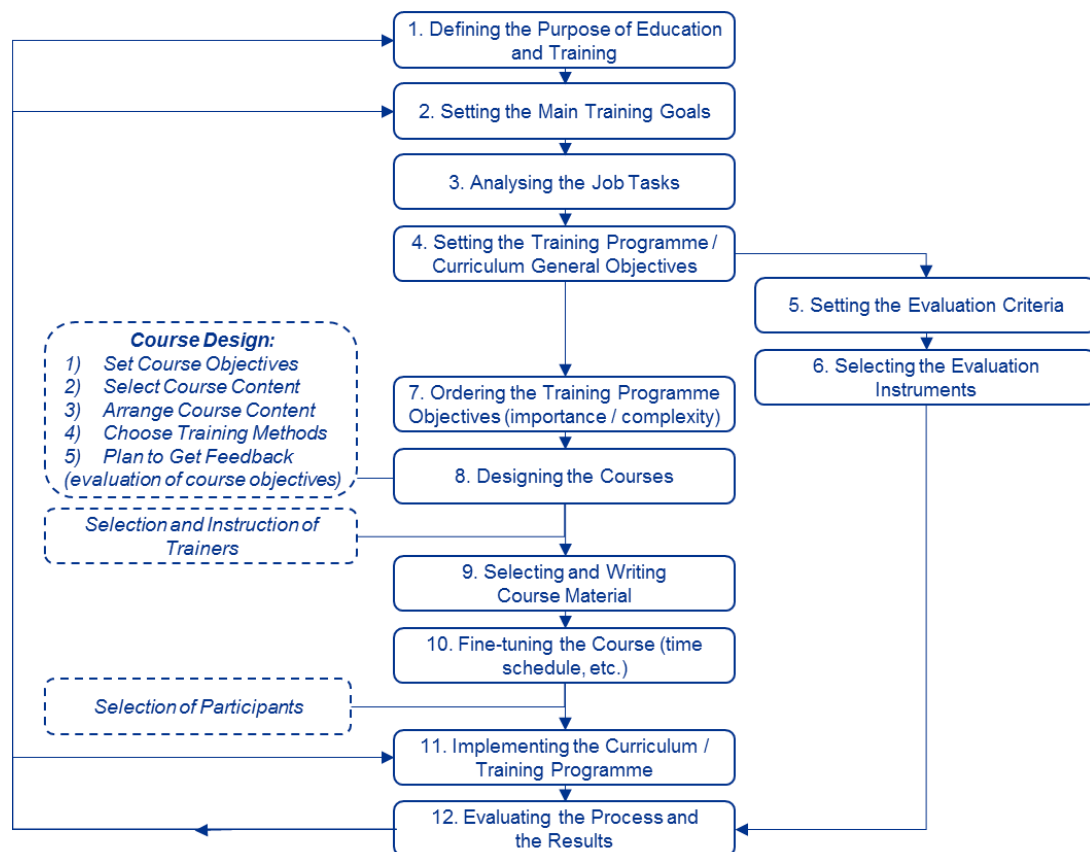 1. Defining the Purpose of Education
and Training
2. Setting the Main Training Goals
3. Analysing the Job Tasks
4. Setting the Training Programme /
Curriculum General Objectives
5. Setting the Evaluation Criteria
6. Selecting the Evaluation
Instruments
Course Design:
1) Set Course Objectives
2) Select Course Content
3) Arrange Course Content
4) Choose Training Methods
5) Plan to Get Feedback
(evaluation of course objectives)
7. Ordering the Training Programme
Objectives (importance / complexity)
8. Designing the Courses
Selection and Instruction of
Trainers
9. Selecting and Writing
Course Material
10. Fine-tuning the Course (time
schedule, etc.)
Selection of Participants
11. Implementing the Curriculum /
Training Programme
12. Evaluating the Process and
the Results